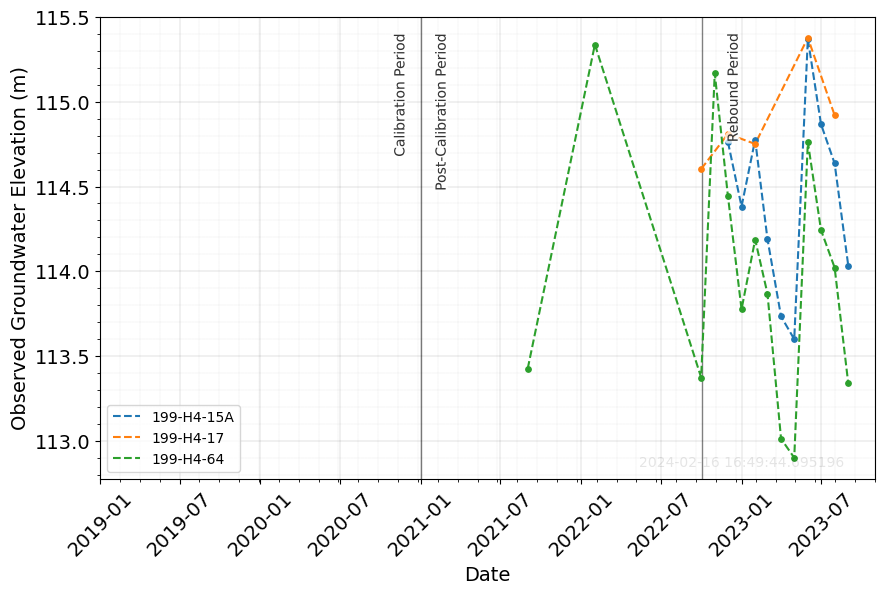 115.5
115.0
114.5
114.0
113.5
113.0
Observed Groundwater Elevation (m)
Calibration Period
Post-Calibration Period
Rebound Period
199-H4-15A
199-H4-17
199-H4-64
2024-02-16 16:49:44.095196
2019-01
2019-07
2020-01
2020-07
2021-01
2021-07
2022-01
2022-07
2023-01
2023-07
Date